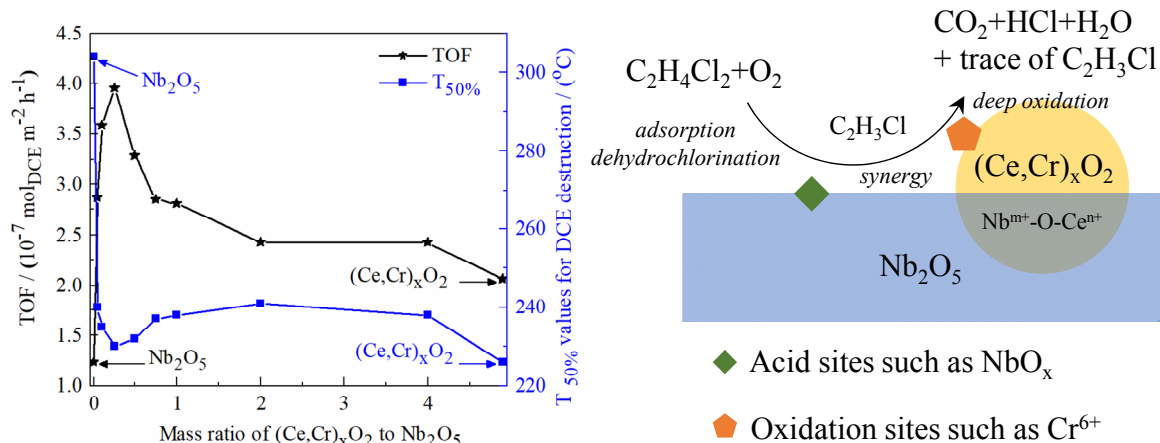 4.5
4.0
3.5
3.0
2.5
2.0
1.5
1.0
TOF / (10⁻⁷ mol_DCE m⁻² h⁻¹)
TOF
T₅₀%
Nb₂O₅
(Ce,Cr)ₓO₂
Nb₂O₅
(Ce,Cr)ₓO₂
300
280
260
240
220
T ₅₀% values for DCE destruction / (°C)
0
1
2
4
Mass ratio of (Ce,Cr)ₓO₂ to Nb₂O₅
CO₂+HCl+H₂O
+ trace of C₂H₃Cl
C₂H₄Cl₂+O₂
deep oxidation
adsorption
dehydrochlorination
C₂H₃Cl
synergy
(Ce,Cr)ₓO₂
Nbᵐ⁺-O-Ceⁿ⁺
Nb₂O₅
Acid sites such as NbOₓ
Oxidation sites such as Cr⁶⁺